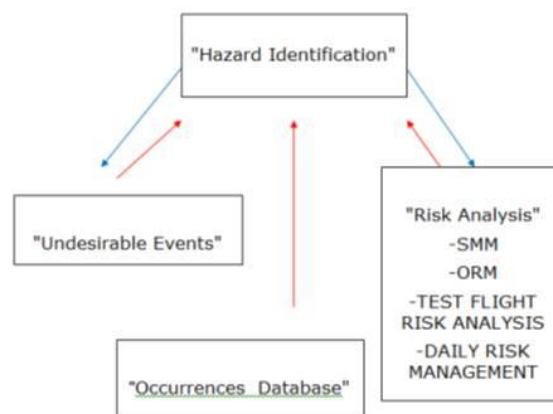 "Hazard Identification"
"Undesirable Events"
"Risk Analysis"
-SMM
-ORM
-TEST FLIGHT
RISK ANALYSIS
-DAILY RISK
MANAGEMENT
"Occurrences Database"